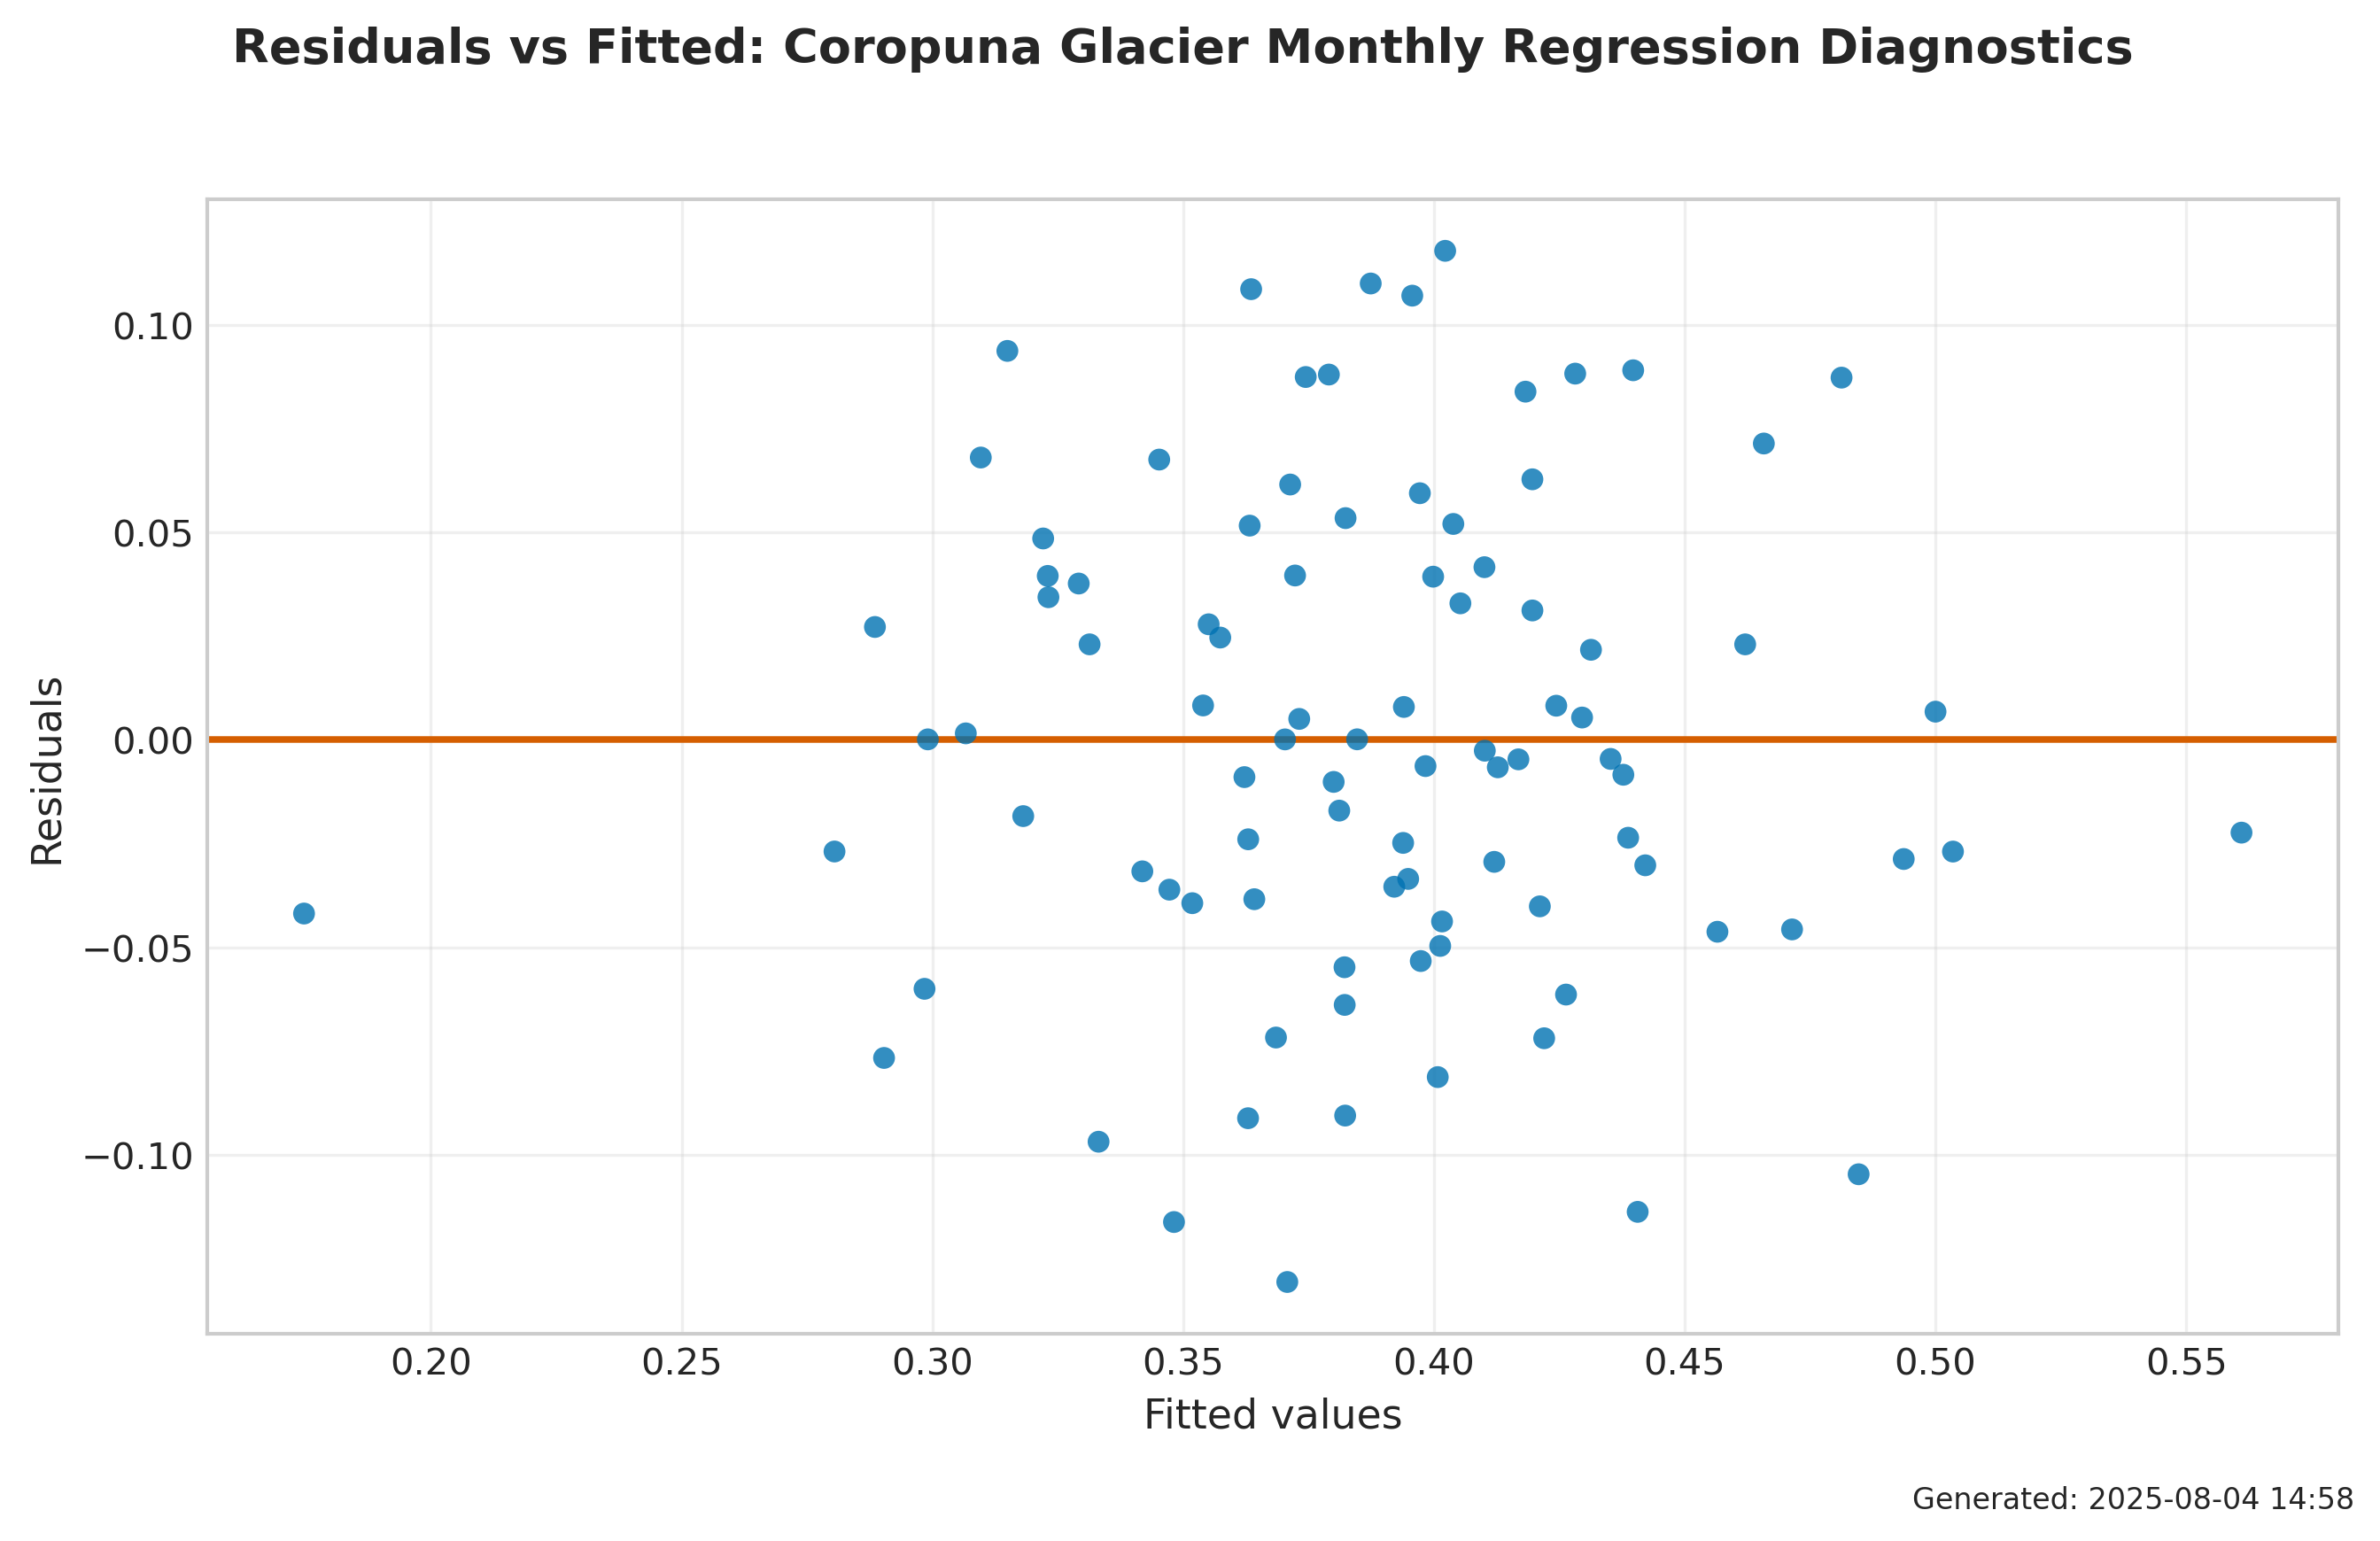 Residuals vs Fitted: Coropuna Glacier Monthly Regression Diagnostics
Residuals
0.10
0.05
0.00
−0.05
−0.10
0.20 0.25 0.30 0.35 0.40 0.45 0.50 0.55
Fitted values
Generated: 2025-08-04 14:58